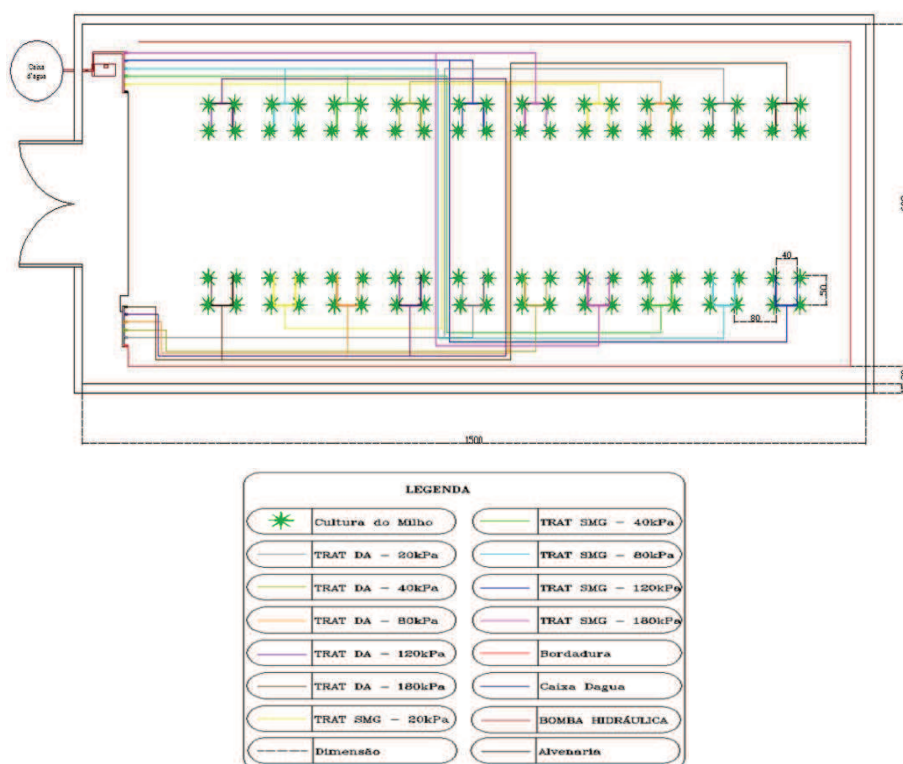 Caixa
d'agua
40
50
80
1500
LEGENDA
Cultura do Milho
TRAT SMG - 40kPa
TRAT DA - 20kPa
TRAT SMG - 80kPa
TRAT DA - 40kPa
TRAT SMG - 120kPa
TRAT DA - 80kPa
TRAT SMG - 180kPa
TRAT DA - 120kPa
Bordadura
TRAT DA - 180kPa
Caixa Dagua
TRAT SMG - 20kPa
BOMBA HIDRÁULICA
Dimensão
Alvenaria